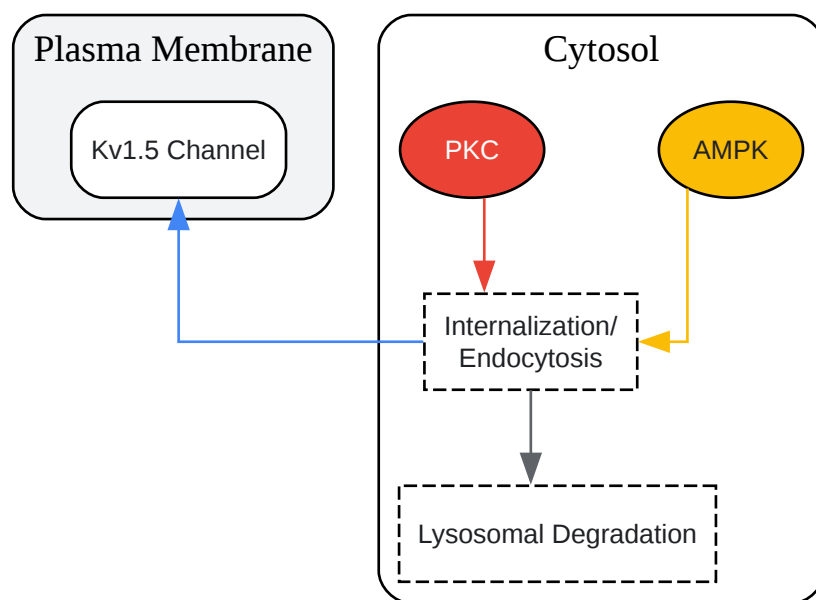 Plasma Membrane
Kv1.5 Channel
Cytosol
PKC
AMPK
Internalization/
Endocytosis
Lysosomal Degradation